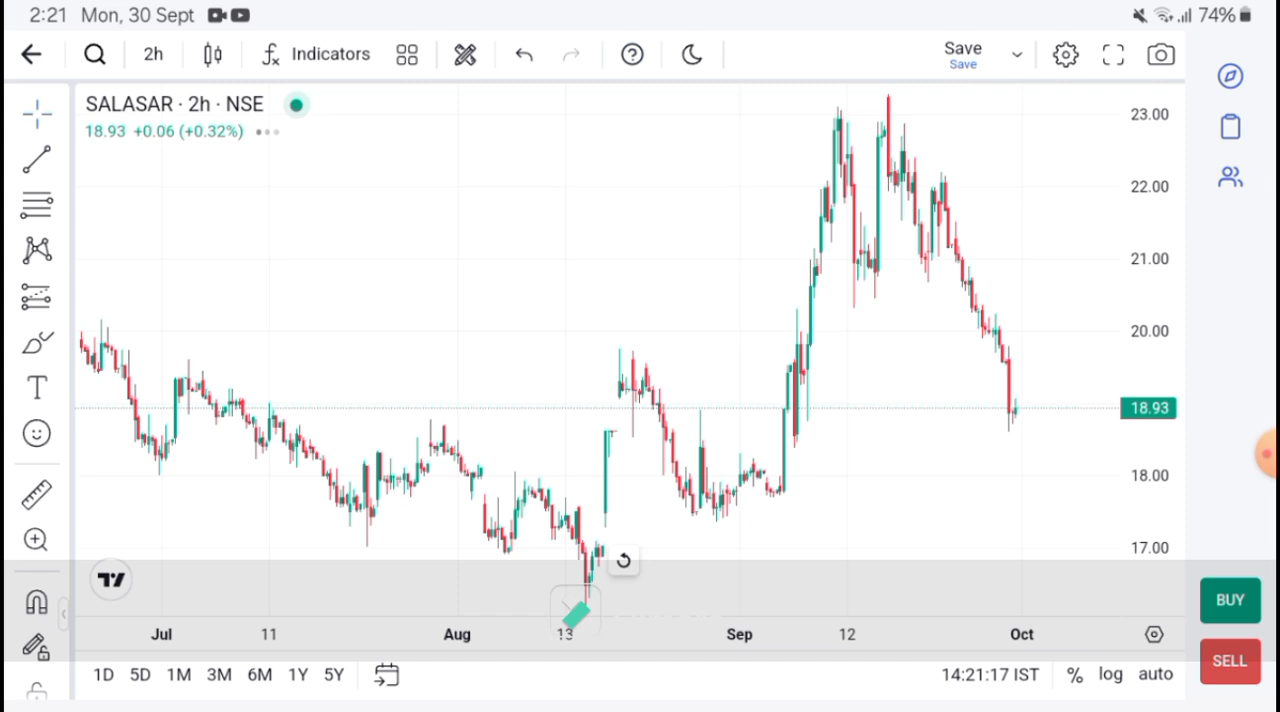 2:21 Mon, 30 Sept 74%
2h Indicators Save
Save
SALASAR · 2h · NSE
18.93 +0.06 (+0.32%)
23.00
22.00
21.00
20.00
18.93
18.00
17.00
T
BUY
Jul 11 Aug 13 Sep 12 Oct
SELL
1D 5D 1M 3M 6M 1Y 5Y 14:21:17 IST % log auto